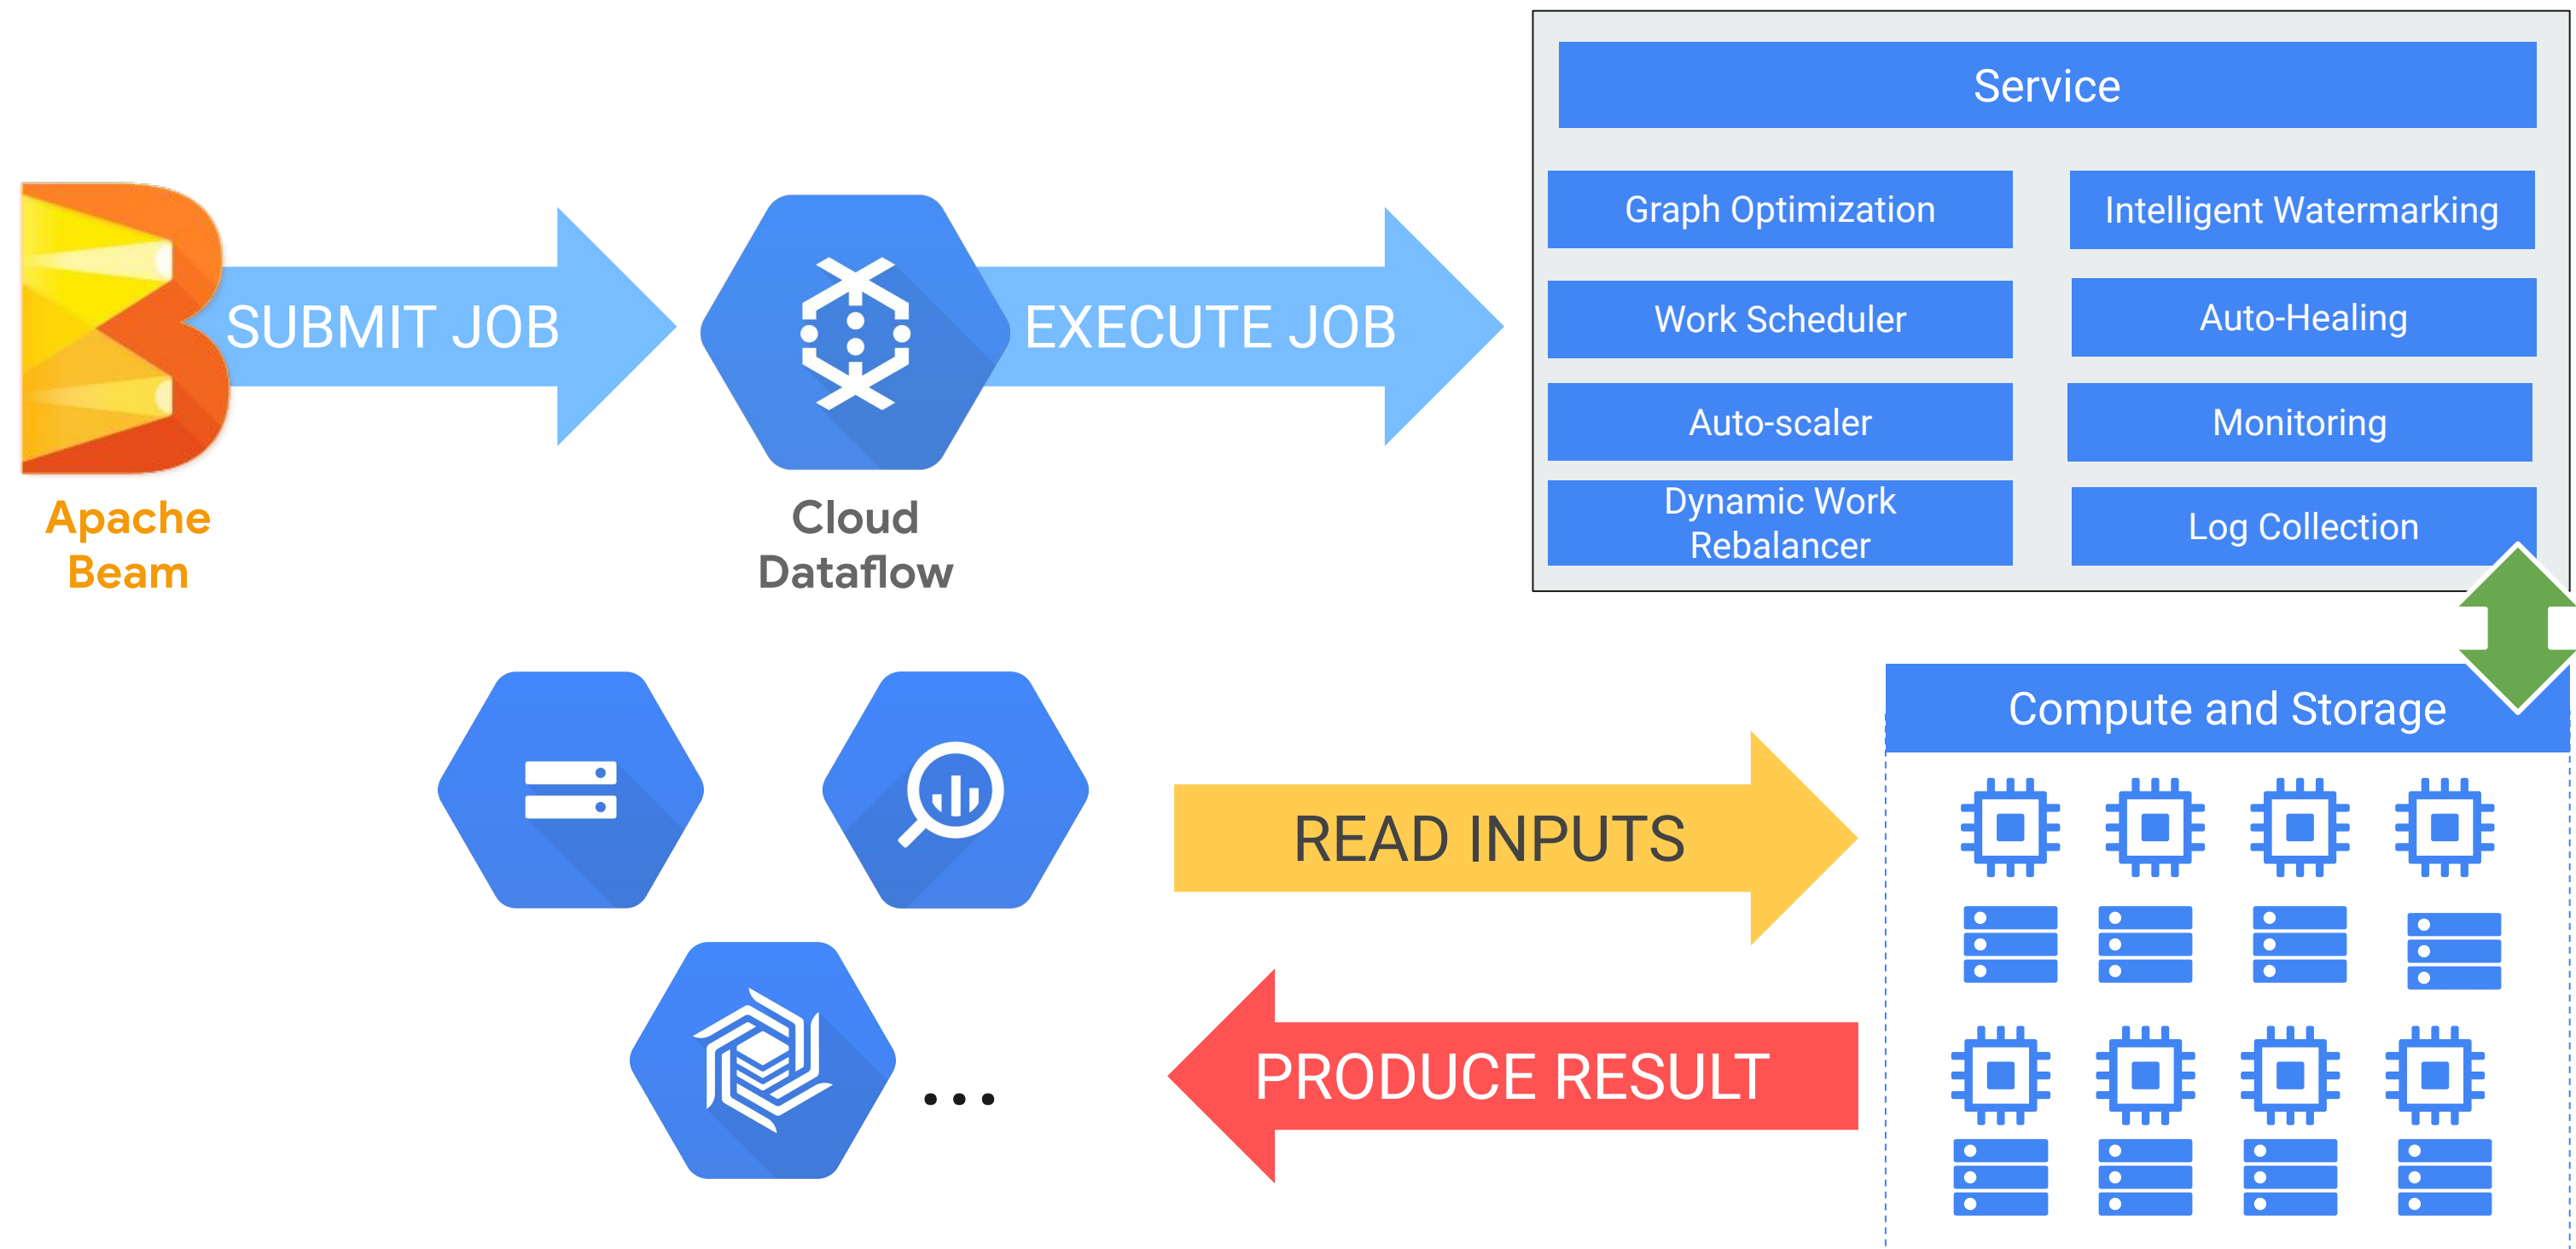 Service
Graph Optimization
Intelligent Watermarking
Work Scheduler
Auto-Healing
Auto-scaler
Monitoring
Dynamic Work
Rebalancer
Log Collection
SUBMIT JOB
EXECUTE JOB
Apache
Beam
Cloud
Dataflow
Compute and Storage
READ INPUTS
PRODUCE RESULT
...